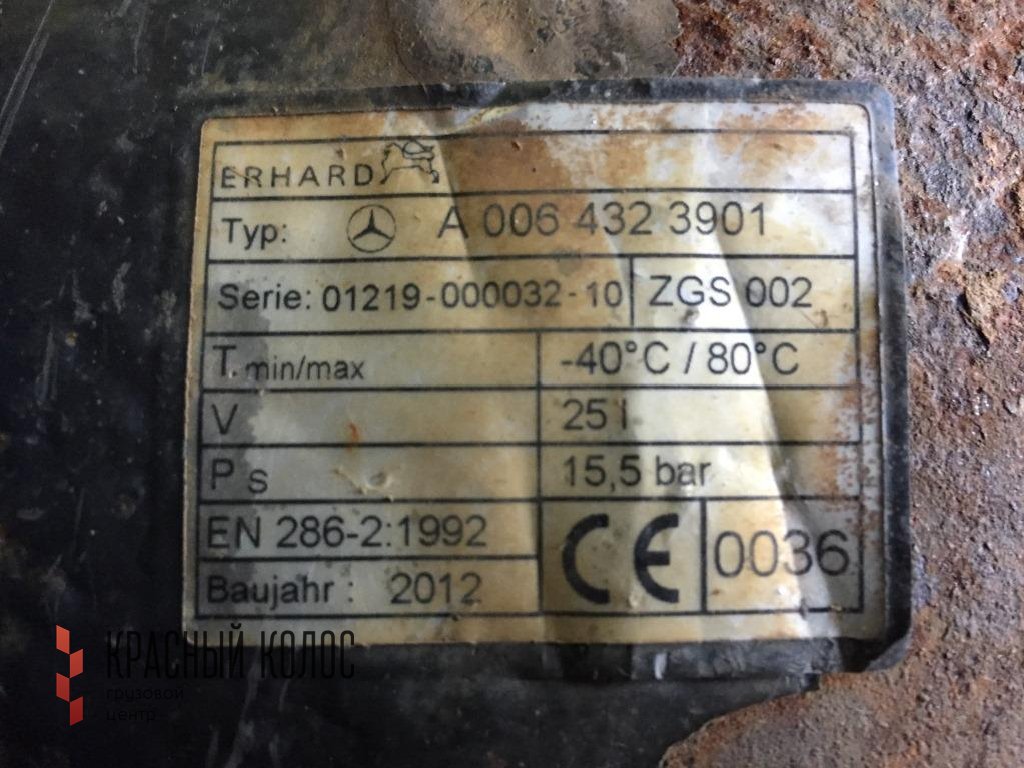 ERHARD
Typ: A 006 432 3901
Serie: 01219-000032-10 ZGS 002
T. min/max -40°C / 80°C
V 25 l
P s 15,5 bar
EN 286-2:1992
CE 0036
Baujahr : 2012
КРАСНЫЙ КОЛОС
грузовой
центр